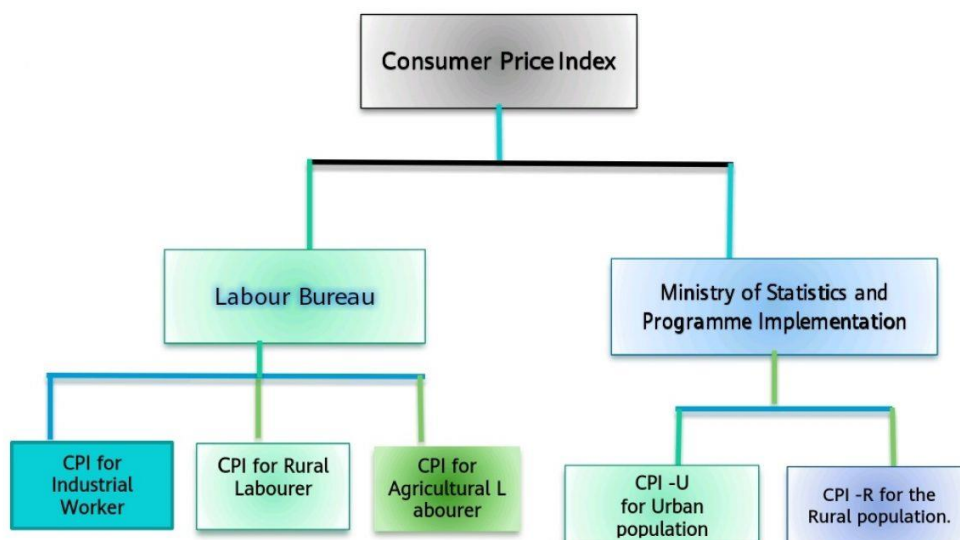 Consumer Price Index
Labour Bureau
Ministry of Statistics and
Programme Implementation
CPI for
Industrial
Worker
CPI for Rural
Labourer
CPI for
Agricultural L
abourer
CPI -U
for Urban
population
CPI -R for the
Rural population.